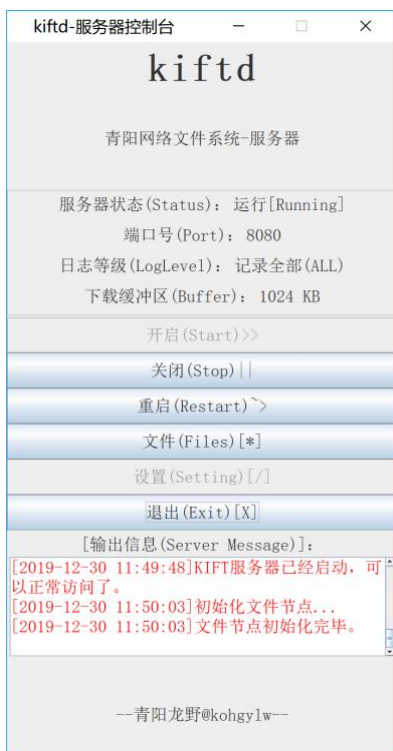 kiftd-服务器控制台
kiftd
青阳网络文件系统-服务器
服务器状态(Status)：运行[Running]
端口号(Port)：8080
日志等级(LogLevel)：记录全部(ALL)
下载缓冲区(Buffer)：1024 KB
开启(Start)>>
关闭(Stop)||
重启(Restart)~>
文件(Files)[*]
设置(Setting)[/]
退出(Exit)[X]
[输出信息(Server Message)]：
[2019-12-30 11:49:48]KIFT服务器已经启动，可
以正常访问了。
[2019-12-30 11:50:03]初始化文件节点...
[2019-12-30 11:50:03]文件节点初始化完毕。
--青阳龙野@kohgylw--